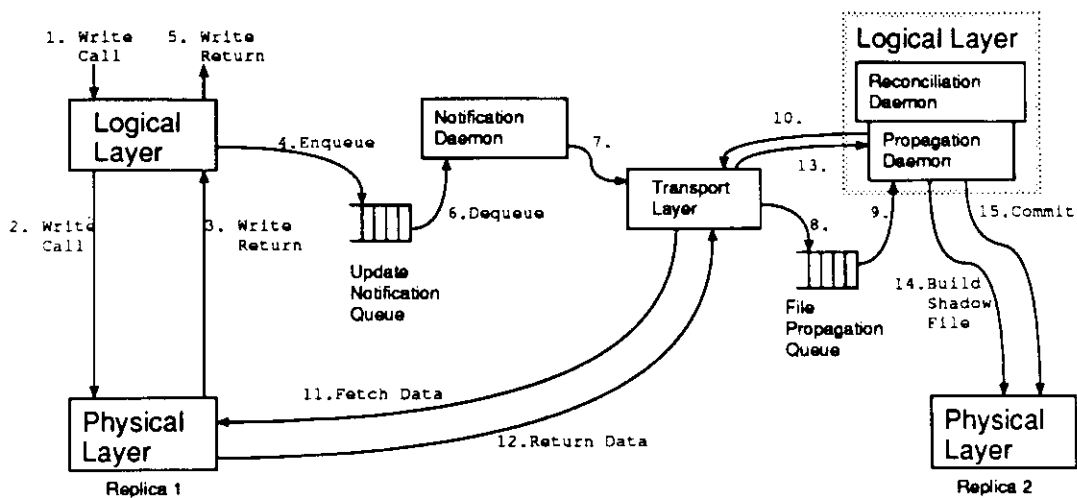 1. Write
Call
5. Write
Return
Logical Layer
Reconciliation
Daemon
Propagation
Daemon
Logical
Layer
4.Enqueue
Notification
Daemon
7.
10.
13.
Transport
Layer
2. Write
Call
3. Write
Return
6.Dequeue
8.
9.
15.Commit
Update
Notification
Queue
File
Propagation
Queue
14.Build
Shadow
File
11.Fetch Data
12.Return Data
Physical
Layer
Replica 1
Physical
Layer
Replica 2